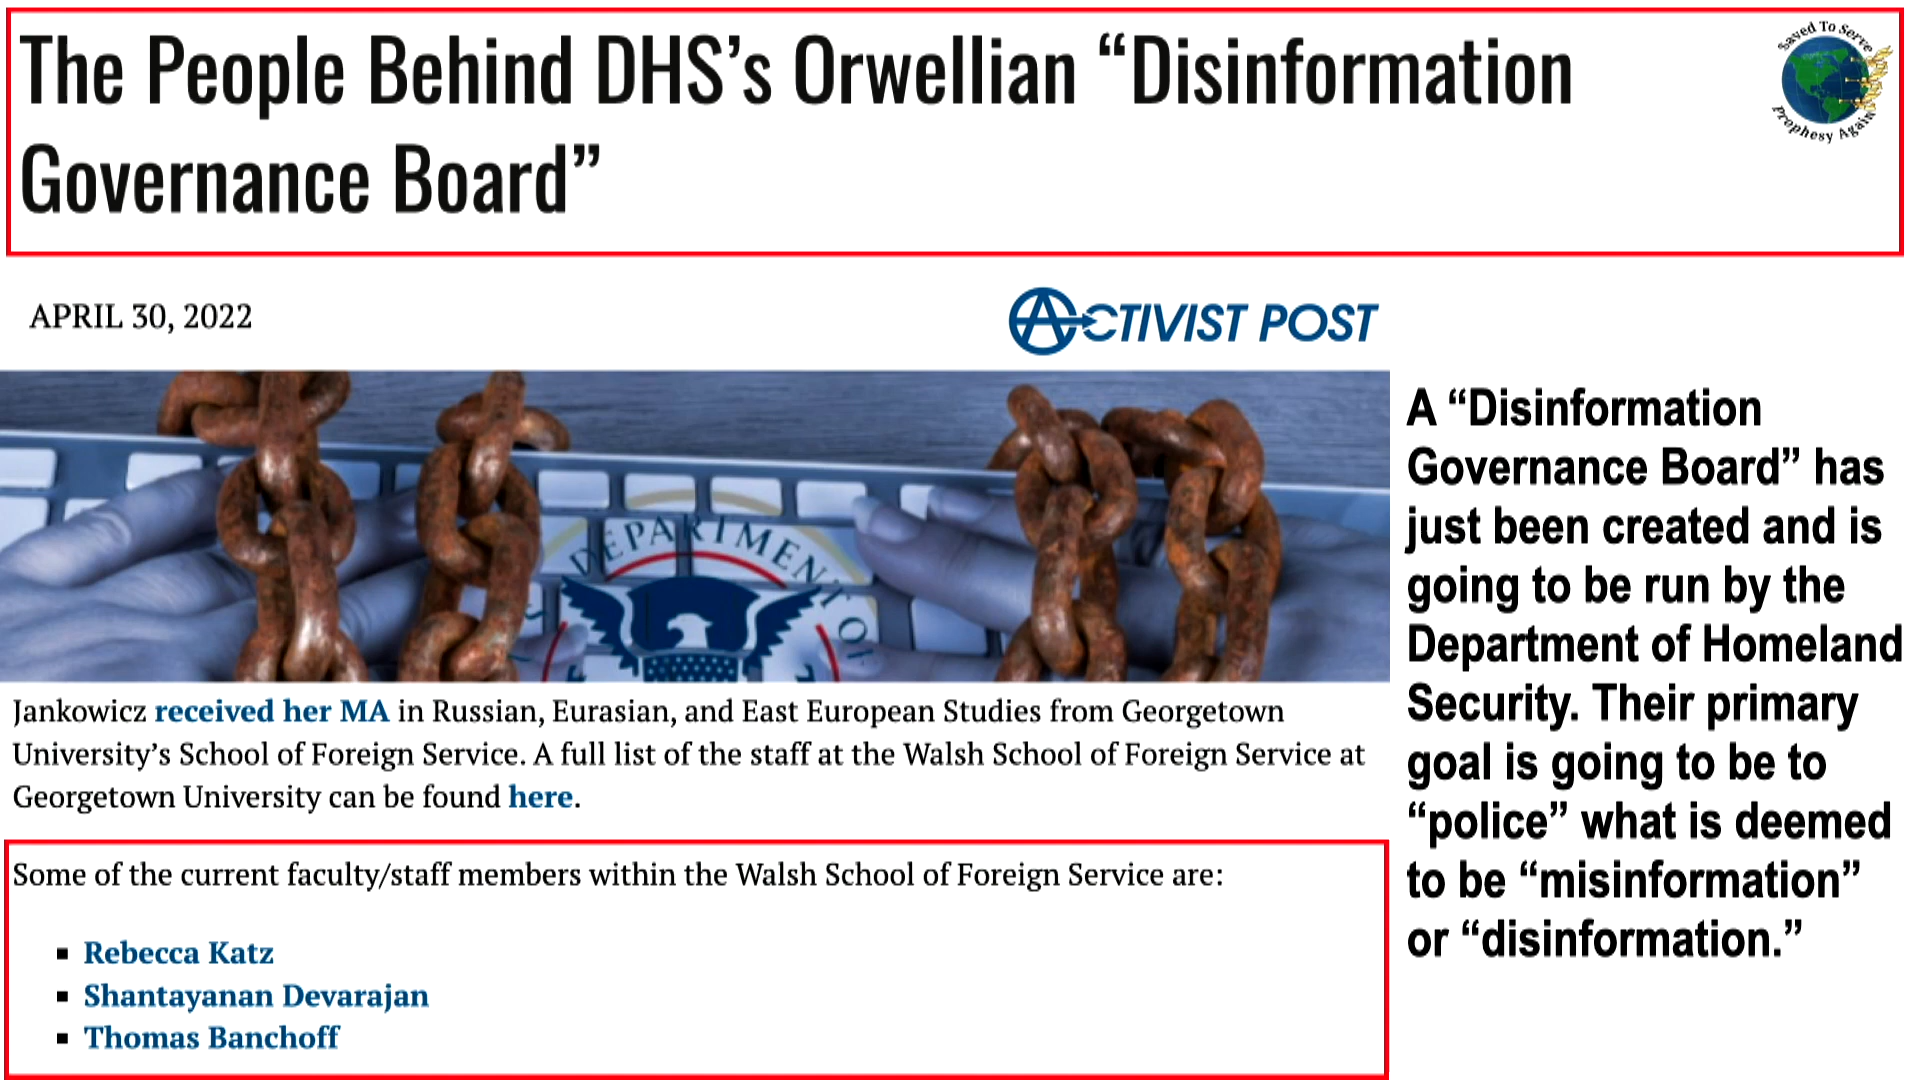 The People Behind DHS’s Orwellian “Disinformation
Governance Board”
Saved To Serve
Prophesy Again
APRIL 30, 2022
ACTIVIST POST
DEPARTMENT OF
Jankowicz received her MA in Russian, Eurasian, and East European Studies from Georgetown
University’s School of Foreign Service. A full list of the staff at the Walsh School of Foreign Service at
Georgetown University can be found here.
Some of the current faculty/staff members within the Walsh School of Foreign Service are:
▪ Rebecca Katz
▪ Shantayanan Devarajan
▪ Thomas Banchoff
A “Disinformation
Governance Board” has
just been created and is
going to be run by the
Department of Homeland
Security. Their primary
goal is going to be to
“police” what is deemed
to be “misinformation”
or “disinformation.”